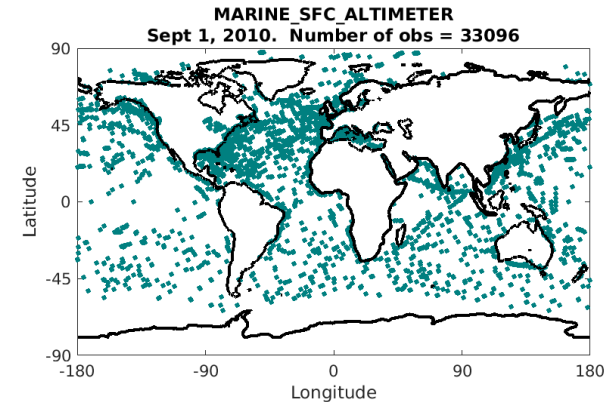 MARINE_SFC_ALTIMETER
Sept 1, 2010.  Number of obs = 33096
90
45
0
-45
-90
Latitude
-180
-90
0
90
180
Longitude